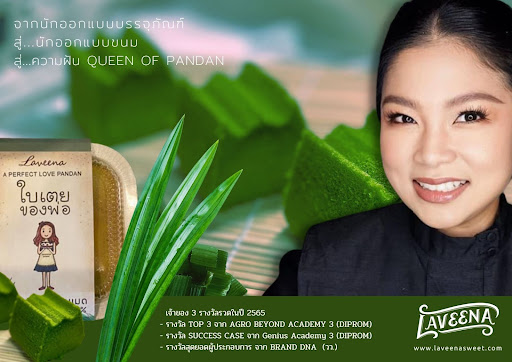 จากนักออกแบบบรรจุภัณฑ์
สู่...นักออกแบบขนม
สู่...ความฝัน QUEEN OF PANDAN
Laveena
A PERFECT LOVE PANDAN
ใบเตย
ของพ่อ
เจ้าของ 3 รางวัลรวดในปี 2565
- รางวัล TOP 3 จาก AGRO BEYOND ACADEMY 3 (DIPROM)
- รางวัล SUCCESS CASE จาก Genius Academy 3 (DIPROM)
- รางวัลสุดยอดผู้ประกอบการ จาก BRAND DNA (วว.)
LAVEENA
www.laveenasweet.com